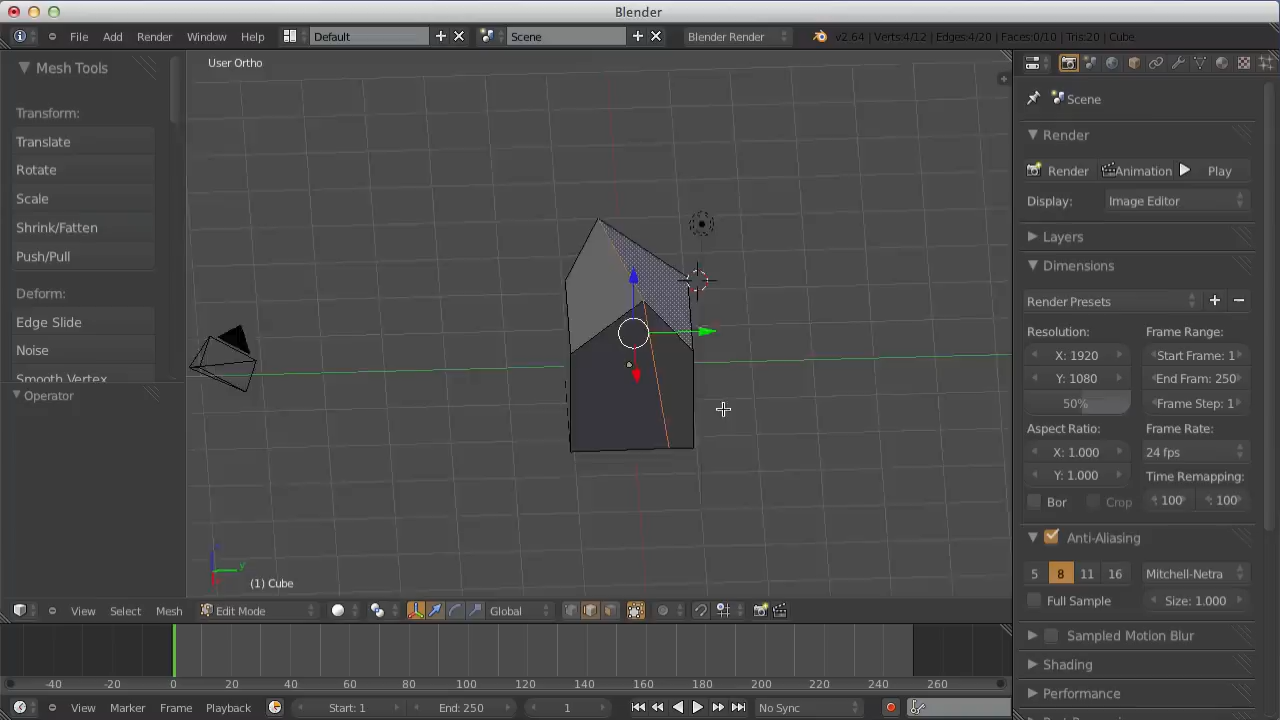 Blender
File Add Render Window Help Default Scene Blender Render v2.64 | Verts:4/12 | Edges:4/20 | Faces:0/10 | Tris:20 | Cube
Mesh Tools
Transform:
Translate
Rotate
Scale
Shrink/Fatten
Push/Pull
Deform:
Edge Slide
Noise
Smooth Vertex
Operator
User Ortho
(1) Cube
View Select Mesh Edit Mode Global
Scene
Render
Render Animation Play
Display: Image Editor
Layers
Dimensions
Render Presets
Resolution: Frame Range:
X: 1920 Start Frame: 1
Y: 1080 End Fram: 250
50% Frame Step: 1
Aspect Ratio: Frame Rate:
X: 1.000 24 fps
Y: 1.000 Time Remapping:
Bor Crop 100 100
Anti-Aliasing
5 8 11 16 Mitchell-Netra
Full Sample Size: 1.000
Sampled Motion Blur
Shading
Performance
-40 -20 0 20 40 60 80 100 120 140 160 180 200 220 240 260
View Marker Frame Playback Start: 1 End: 250 1 No Sync